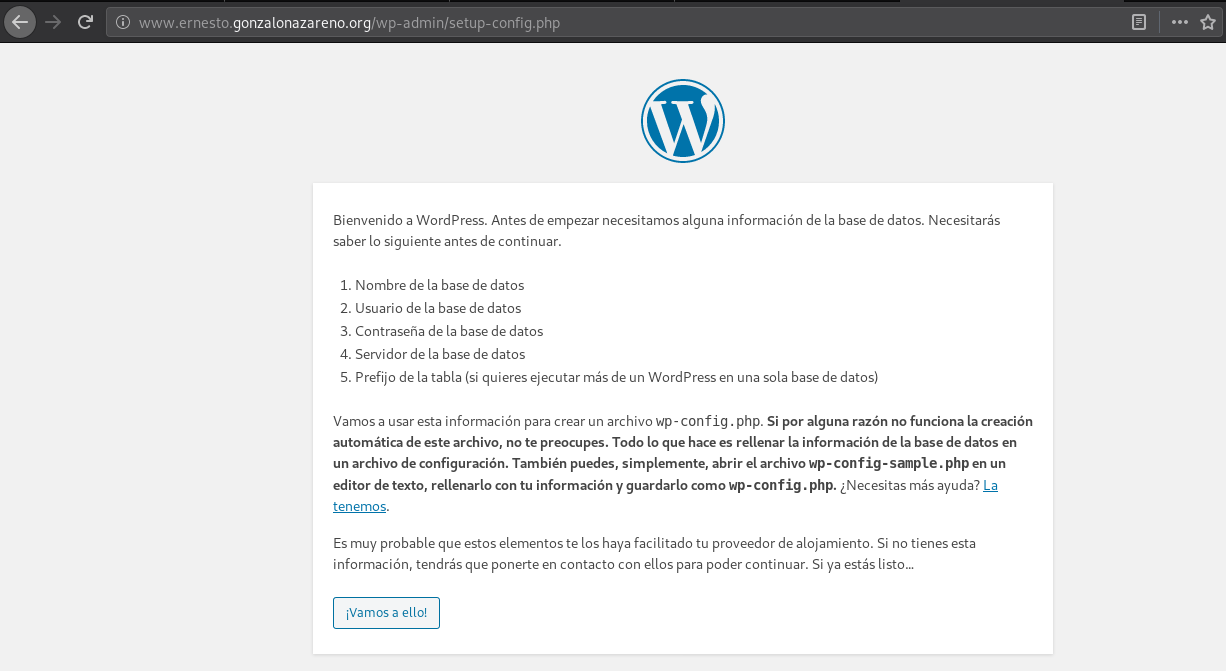 www.ernesto.gonzalonazareno.org/wp-admin/setup-config.php
Bienvenido a WordPress. Antes de empezar necesitamos alguna información de la base de datos. Necesitarás
saber lo siguiente antes de continuar.
1. Nombre de la base de datos
2. Usuario de la base de datos
3. Contraseña de la base de datos
4. Servidor de la base de datos
5. Prefijo de la tabla (si quieres ejecutar más de un WordPress en una sola base de datos)
Vamos a usar esta información para crear un archivo wp-config.php. Si por alguna razón no funciona la creación
automática de este archivo, no te preocupes. Todo lo que hace es rellenar la información de la base de datos en
un archivo de configuración. También puedes, simplemente, abrir el archivo wp-config-sample.php en un
editor de texto, rellenarlo con tu información y guardarlo como wp-config.php. ¿Necesitas más ayuda? La
tenemos.
Es muy probable que estos elementos te los haya facilitado tu proveedor de alojamiento. Si no tienes esta
información, tendrás que ponerte en contacto con ellos para poder continuar. Si ya estás listo...
¡Vamos a ello!